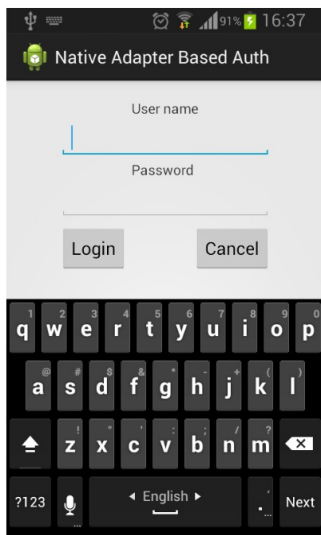 91% 16:37
Native Adapter Based Auth
User name
Password
Login Cancel
1 2 3 4 5 6 7 8 9 0
q w e r t y u i o p
@ # $ & * - + ( )
a s d f g h j k l
z x c v b n m
?123 English . Next